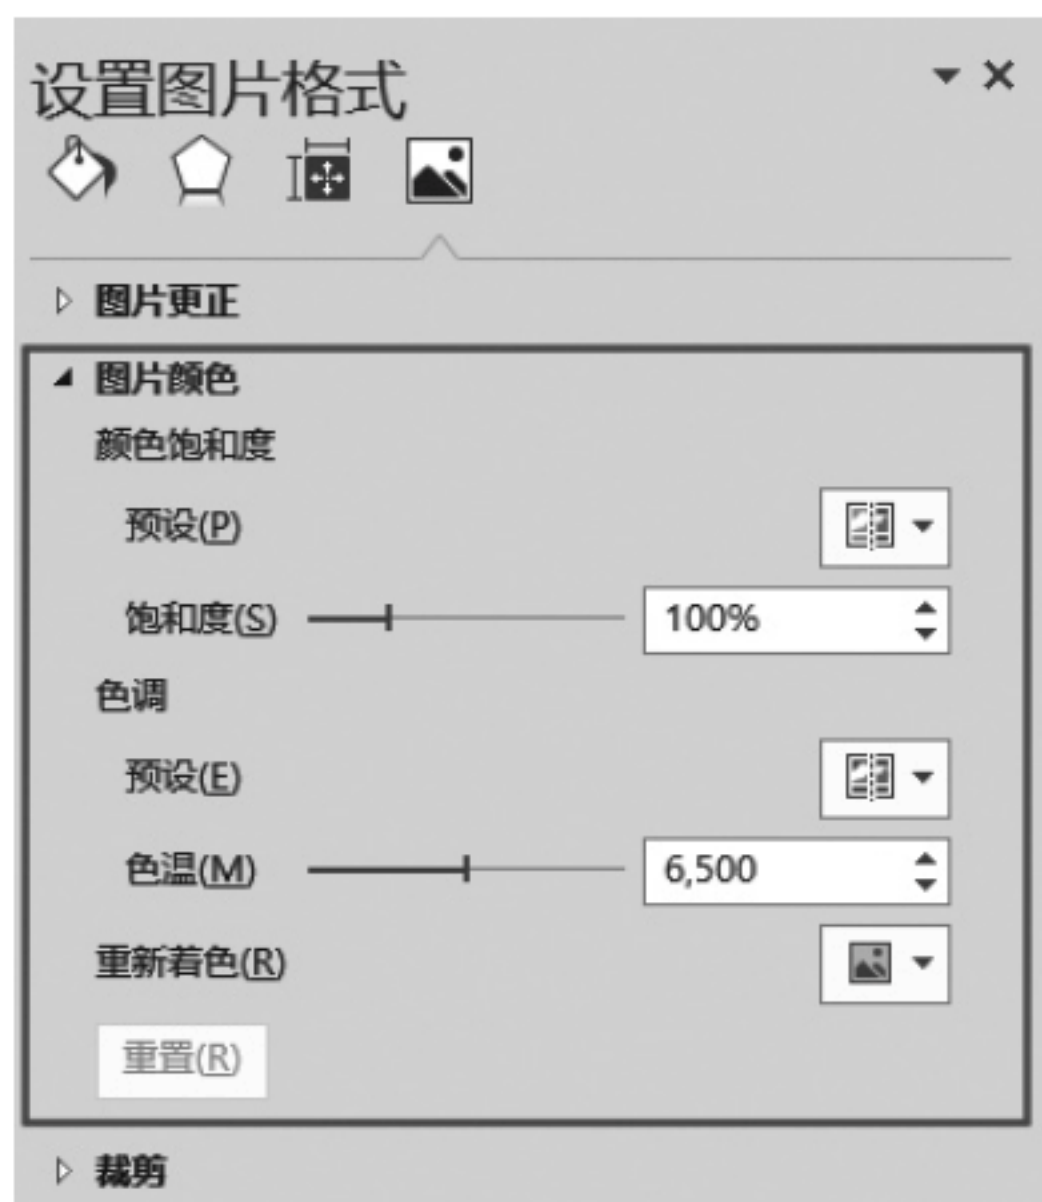 设置图片格式
图片更正
图片颜色
颜色饱和度
预设(P)
饱和度(S) 100%
色调
预设(E)
色温(M) 6,500
重新着色(R)
重置(R)
裁剪